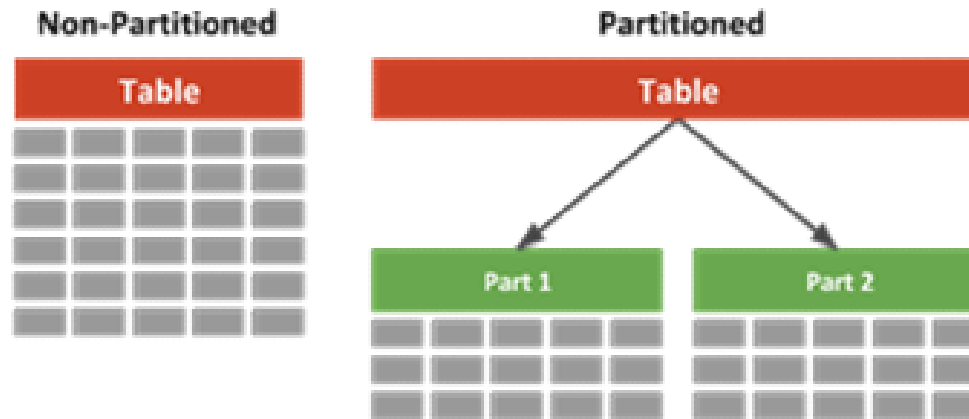 Non-Partitioned
Partitioned
Table
Table
Part 1
Part 2